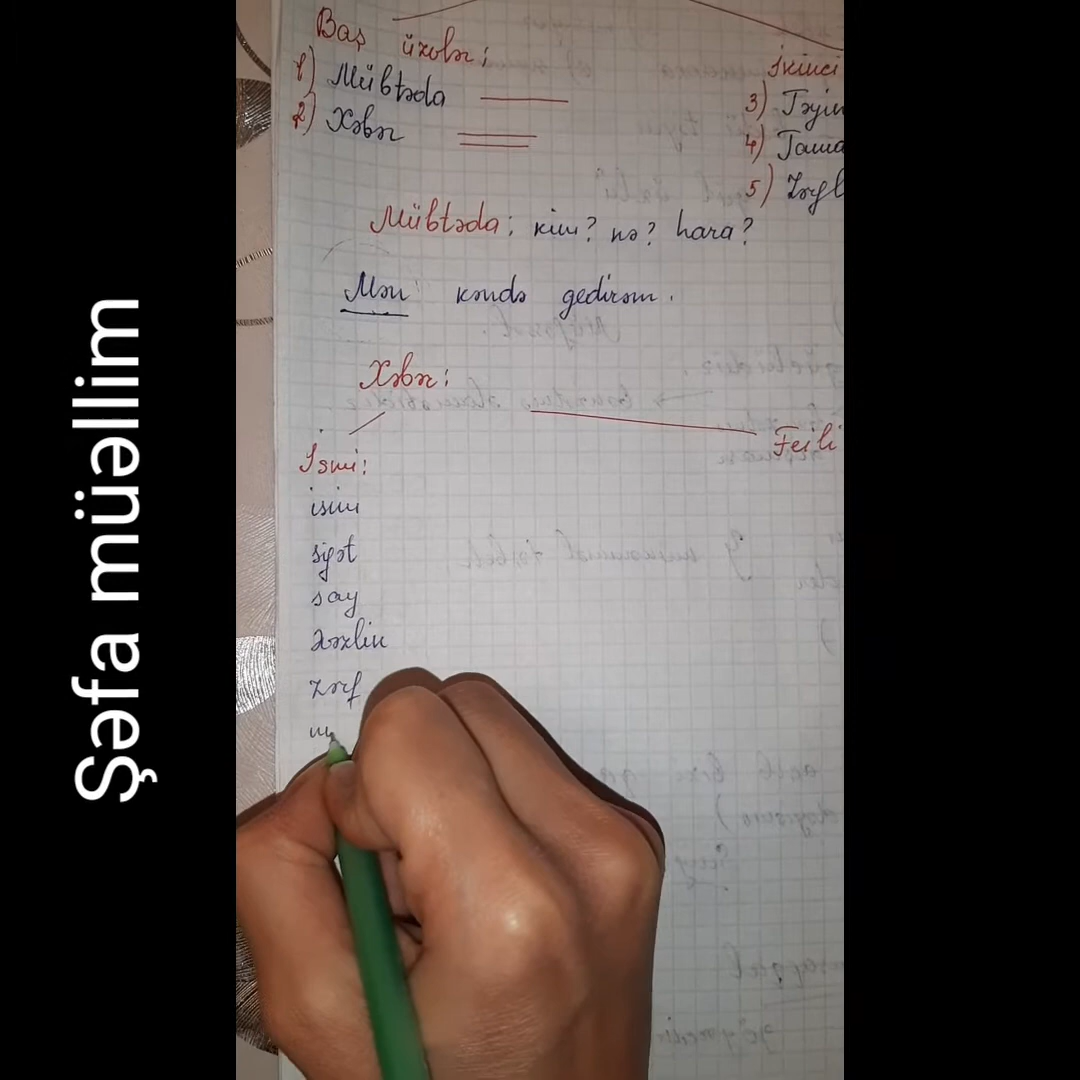 Şəfa müəllim
Baş üzvlər;
1) Mübtəda
2) Xəbər
İkinci
3) Təyin
4) Tama
5) Zərf
Mübtəda; kim? nə? hara?
Mən kəndə gedirəm.
Xəbər:
İsmi:
Feili
isim
sifət
say
əvəzlik
zərf